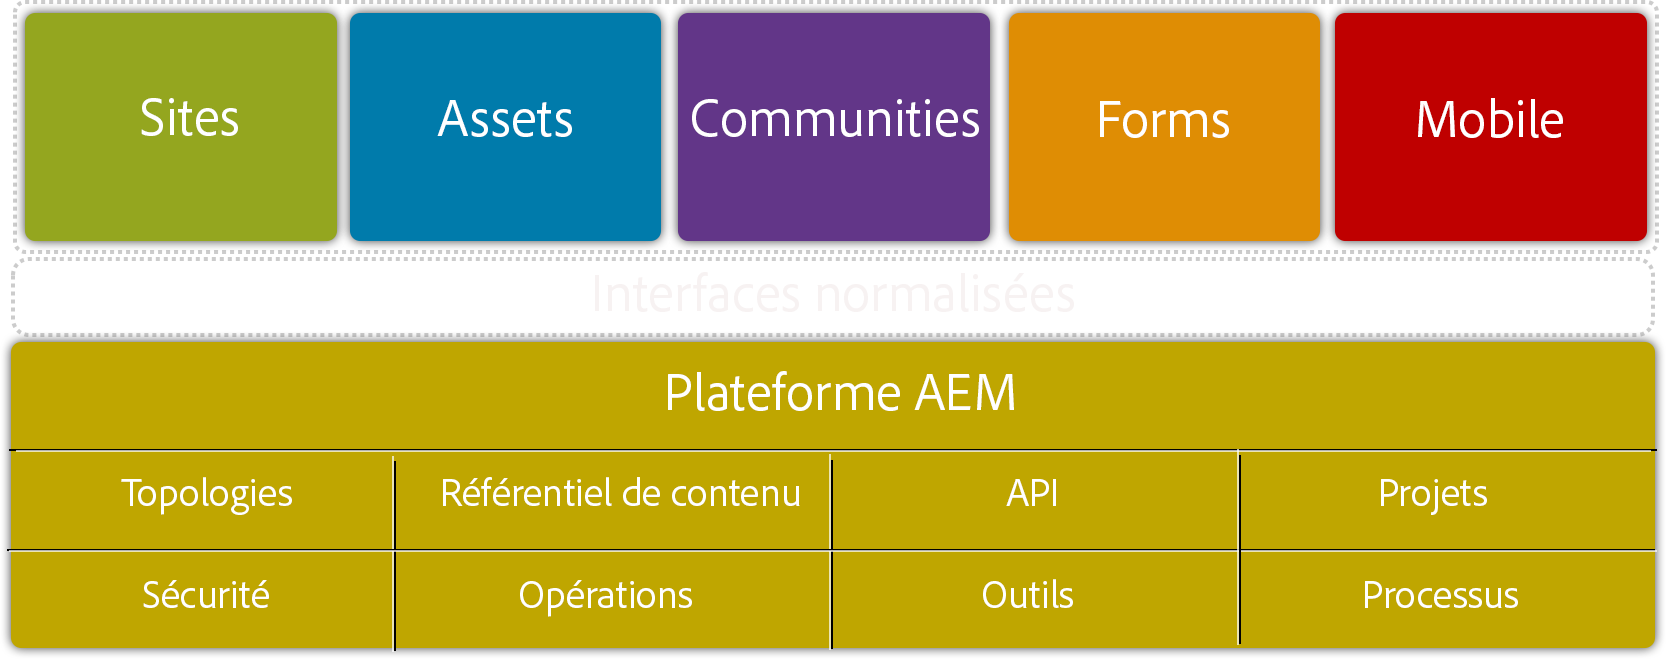 Sites
Assets
Communities
Forms
Mobile
Interfaces normalisées
Plateforme AEM
Topologies
Référentiel de contenu
API
Projets
Sécurité
Opérations
Outils
Processus